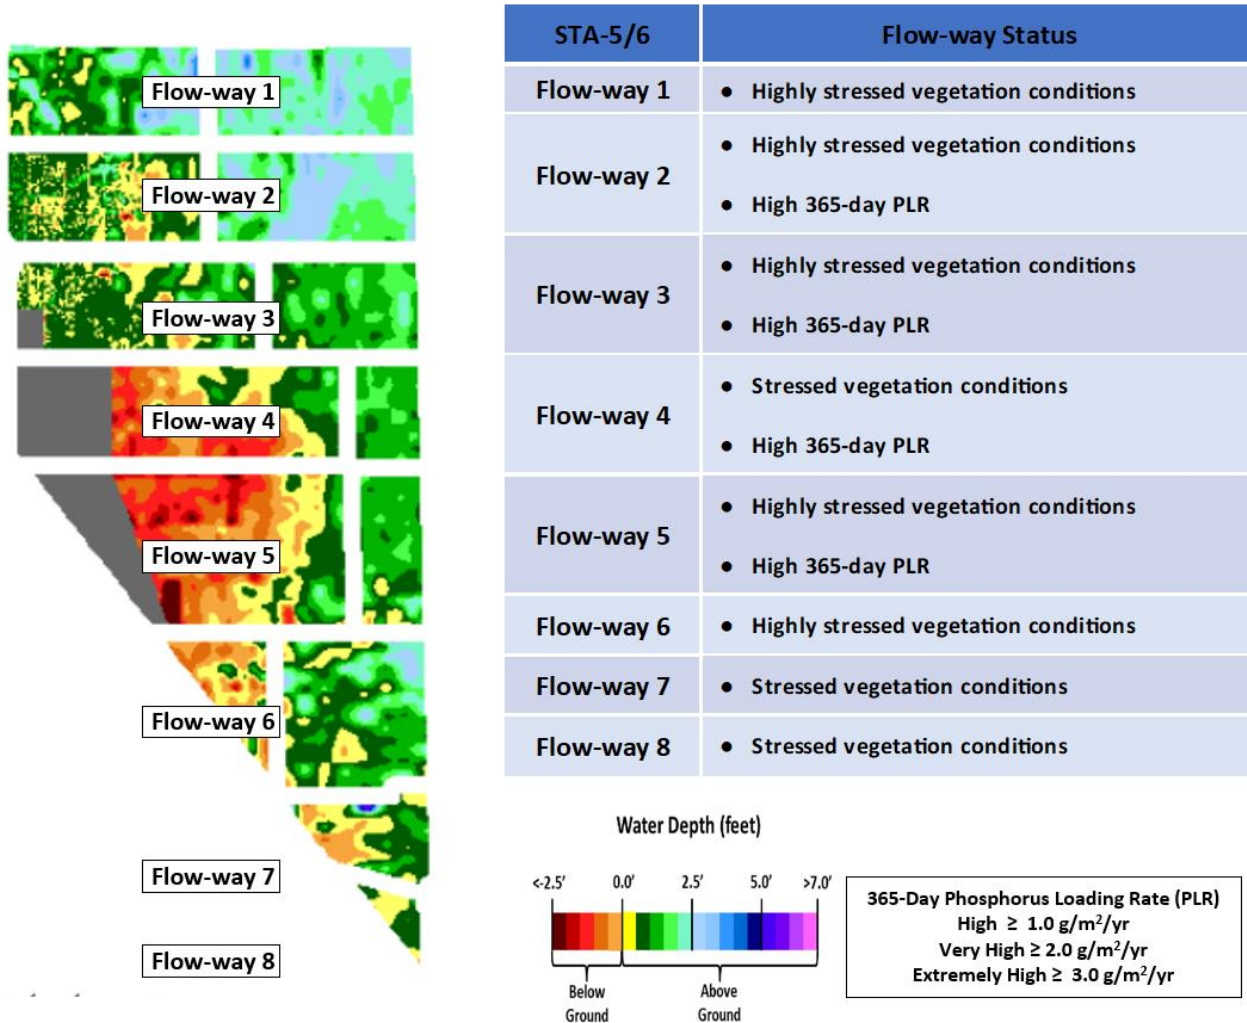 Flow-way 1
Flow-way 2
Flow-way 3
Flow-way 4
Flow-way 5
Flow-way 6
Flow-way 7
Flow-way 8
STA-5/6 Flow-way Status
Flow-way 1 ● Highly stressed vegetation conditions
Flow-way 2 ● Highly stressed vegetation conditions
● High 365-day PLR
Flow-way 3 ● Highly stressed vegetation conditions
● High 365-day PLR
Flow-way 4 ● Stressed vegetation conditions
● High 365-day PLR
Flow-way 5 ● Highly stressed vegetation conditions
● High 365-day PLR
Flow-way 6 ● Highly stressed vegetation conditions
Flow-way 7 ● Stressed vegetation conditions
Flow-way 8 ● Stressed vegetation conditions
Water Depth (feet)
<-2.5' 0.0' 2.5' 5.0' >7.0'
Below Above
Ground Ground
365-Day Phosphorus Loading Rate (PLR)
High ≥ 1.0 g/m²/yr
Very High ≥ 2.0 g/m²/yr
Extremely High ≥ 3.0 g/m²/yr